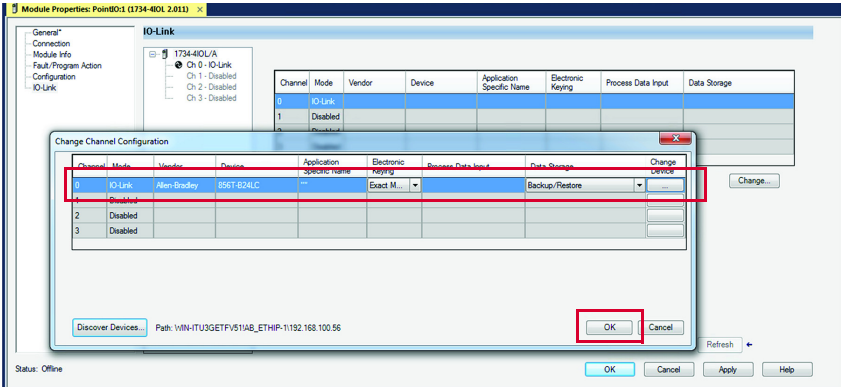 Module Properties: PointIO:1 (1734-4IOL 2.011) ×
General*
Connection
Module Info
Fault/Program Action
Configuration
IO-Link
IO-Link
1734-4IOL/A
Ch 0 - IO-Link
Ch 1 - Disabled
Ch 2 - Disabled
Ch 3 - Disabled
Channel Mode Vendor Device Application Specific Name Electronic Keying Process Data Input Data Storage
0 IO-Link
1 Disabled
2 Disabled
Change...
Change Channel Configuration
Channel Mode Vendor Device Application Specific Name Electronic Keying Process Data Input Data Storage Change Device
0 IO-Link Allen-Bradley 856T-B24LC "" Exact M... Backup/Restore ...
1 Disabled
2 Disabled
3 Disabled
Discover Devices... Path: WIN-ITU3GETFV51!AB_ETHIP-1\192.168.100.56 OK Cancel
Refresh
Status: Offline OK Cancel Apply Help